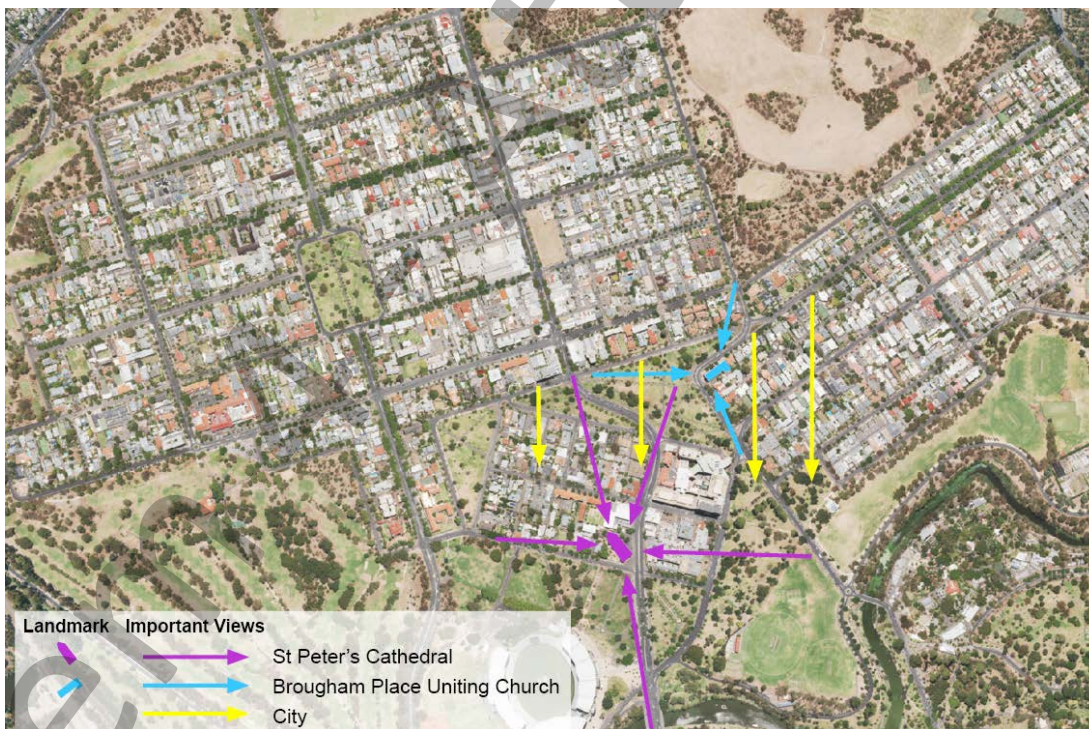 Landmark Important Views
St Peter's Cathedral
Brougham Place Uniting Church
City